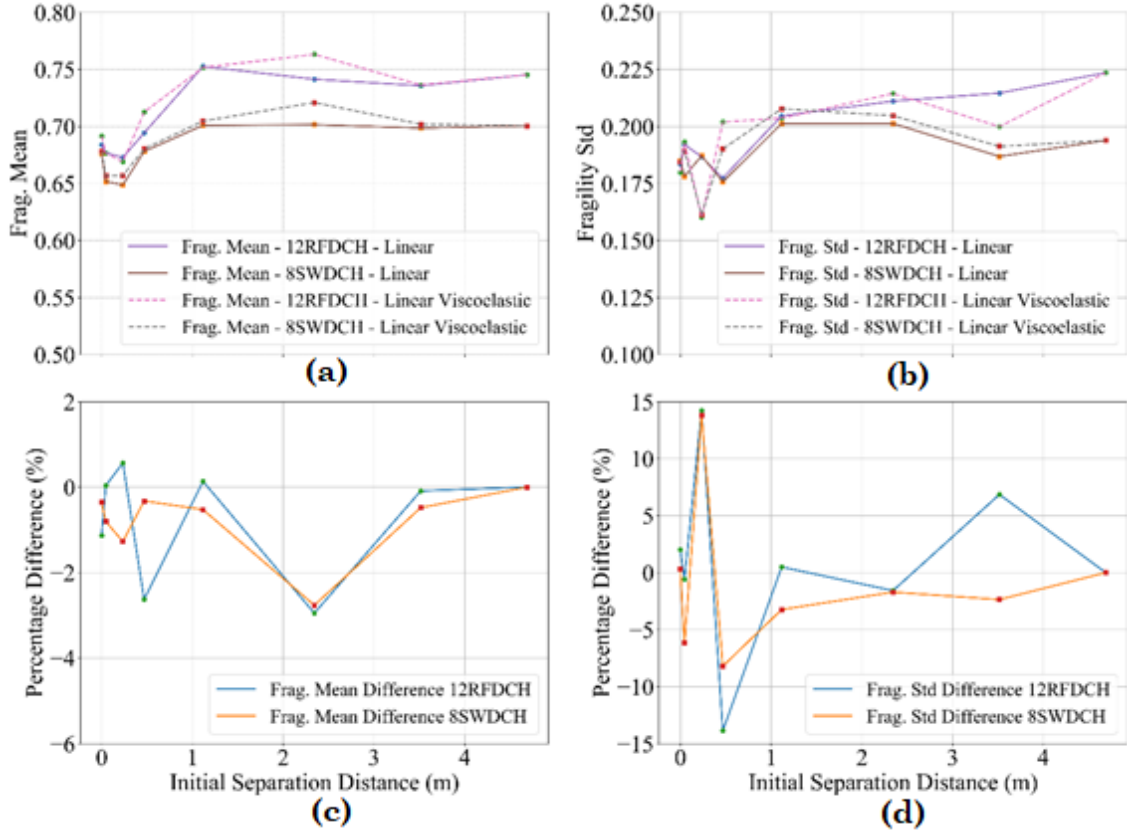 0.80
0.75
0.70
0.65
0.60
0.55
0.50
Frag. Mean
Frag. Mean - 12RFDCH - Linear
Frag. Mean - 8SWDCH - Linear
Frag. Mean - 12RFDCH - Linear Viscoelastic
Frag. Mean - 8SWDCH - Linear Viscoelastic
(a)
0.250
0.225
0.200
0.175
0.150
0.125
0.100
Fragility Std
Frag. Std - 12RFDCH - Linear
Frag. Std - 8SWDCH - Linear
Frag. Std - 12RFDCH - Linear Viscoelastic
Frag. Std - 8SWDCH - Linear Viscoelastic
(b)
2
0
−2
−4
−6
Percentage Difference (%)
Frag. Mean Difference 12RFDCH
Frag. Mean Difference 8SWDCH
0 1 2 3 4
Initial Separation Distance (m)
(c)
15
10
5
0
−5
−10
−15
Percentage Difference (%)
Frag. Std Difference 12RFDCH
Frag. Std Difference 8SWDCH
0 1 2 3 4
Initial Separation Distance (m)
(d)